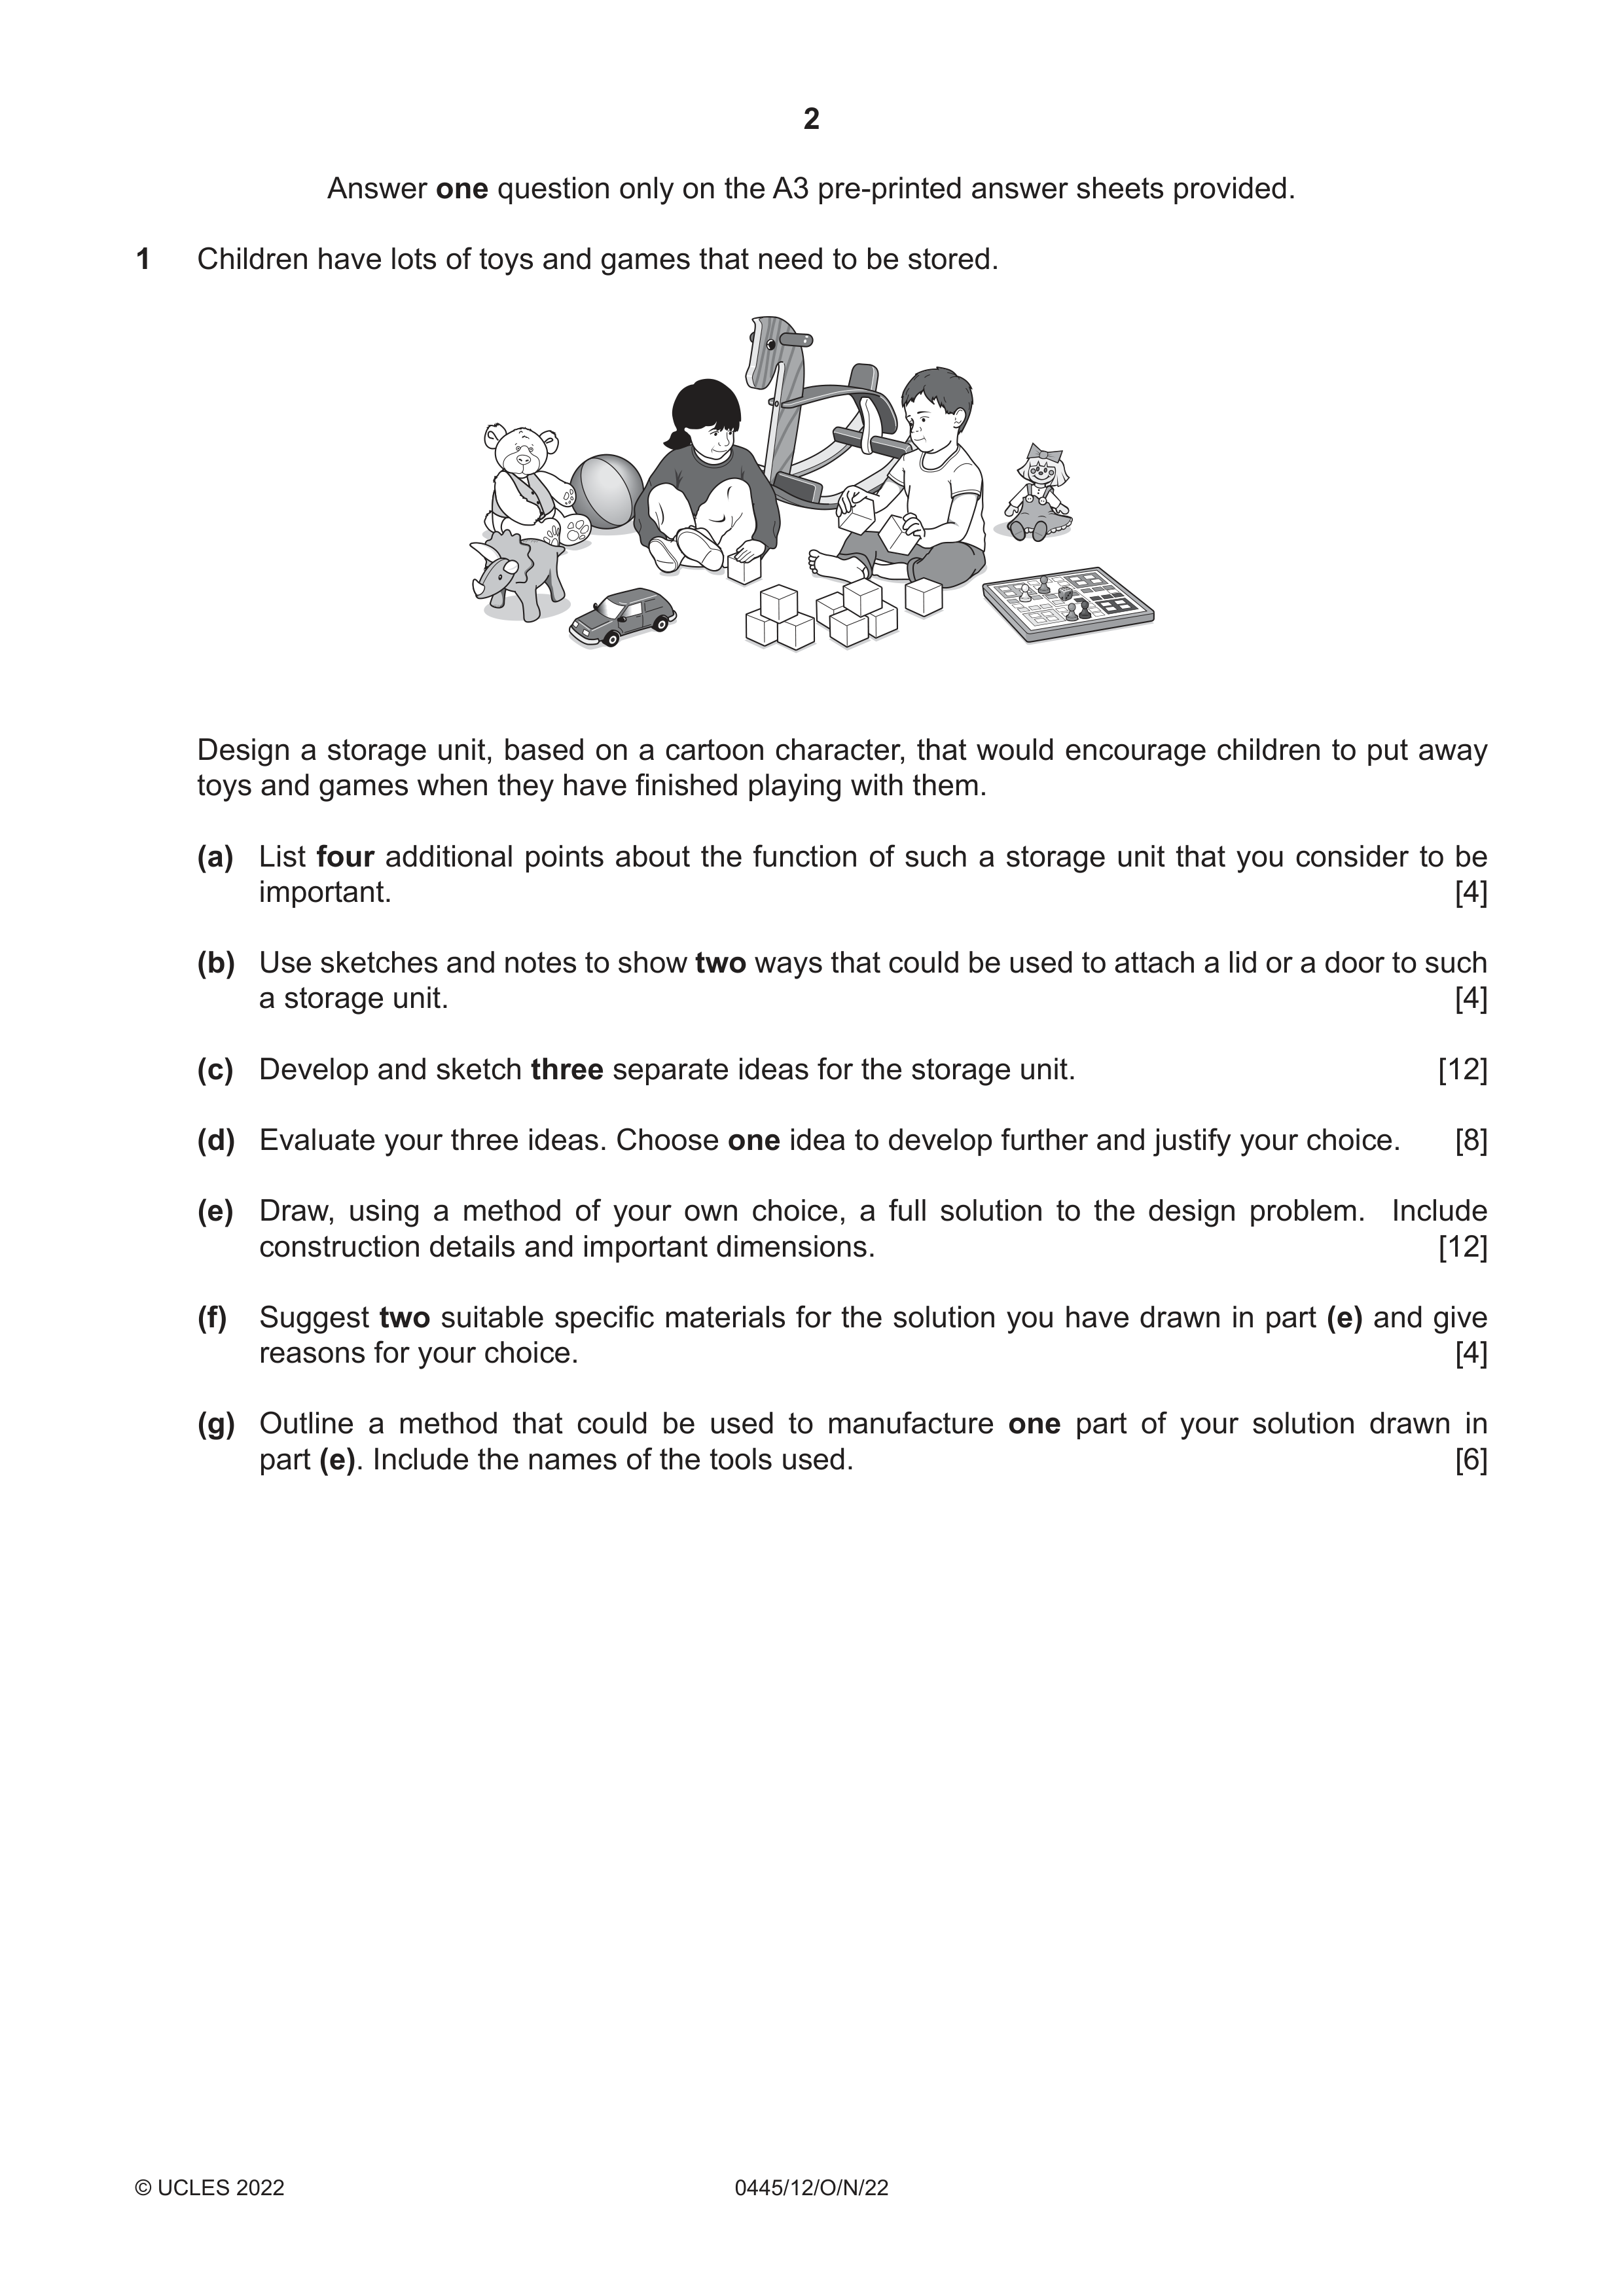 2
Answer one question only on the A3 pre-printed answer sheets provided.
1 Children have lots of toys and games that need to be stored.
Design a storage unit, based on a cartoon character, that would encourage children to put away
toys and games when they have finished playing with them.
(a) List four additional points about the function of such a storage unit that you consider to be
important. [4]
(b) Use sketches and notes to show two ways that could be used to attach a lid or a door to such
a storage unit. [4]
(c) Develop and sketch three separate ideas for the storage unit. [12]
(d) Evaluate your three ideas. Choose one idea to develop further and justify your choice. [8]
(e) Draw, using a method of your own choice, a full solution to the design problem. Include
construction details and important dimensions. [12]
(f) Suggest two suitable specific materials for the solution you have drawn in part (e) and give
reasons for your choice. [4]
(g) Outline a method that could be used to manufacture one part of your solution drawn in
part (e). Include the names of the tools used. [6]
© UCLES 2022 0445/12/O/N/22